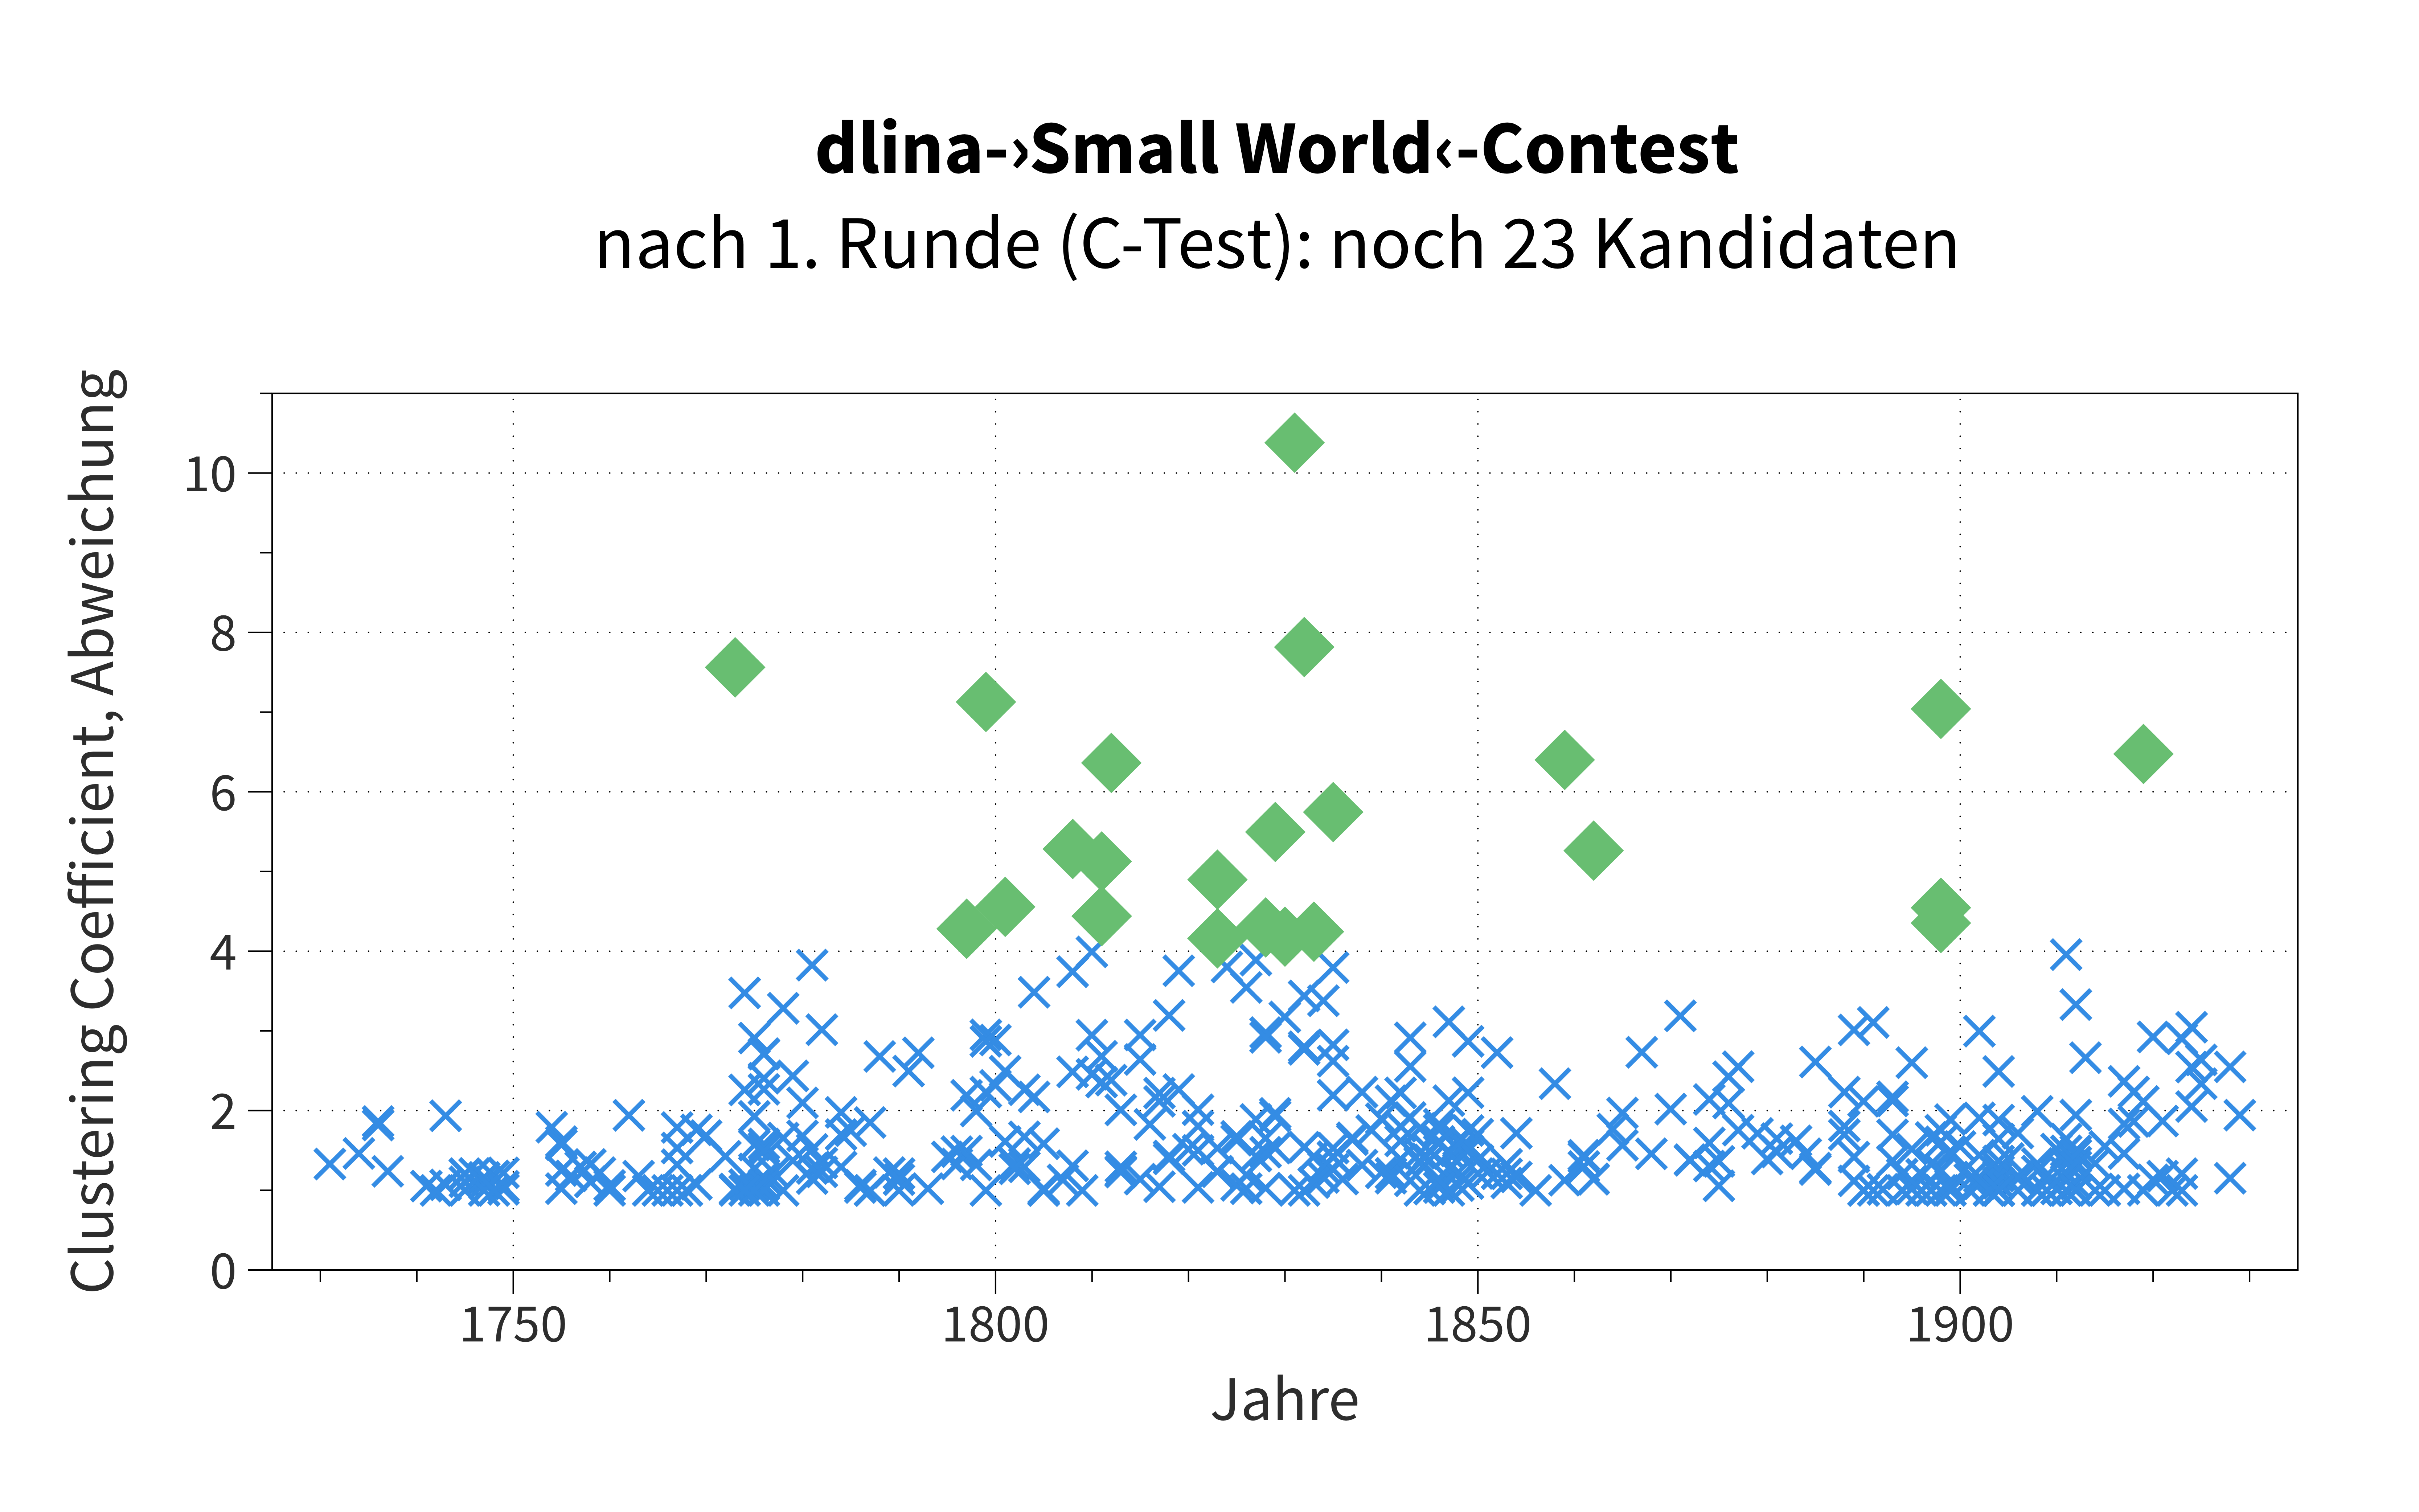 dlina-›Small World‹-Contest
nach 1. Runde (C-Test): noch 23 Kandidaten
Clustering Coefficient, Abweichung
10
8
6
4
2
0
1750
1800
1850
1900
Jahre